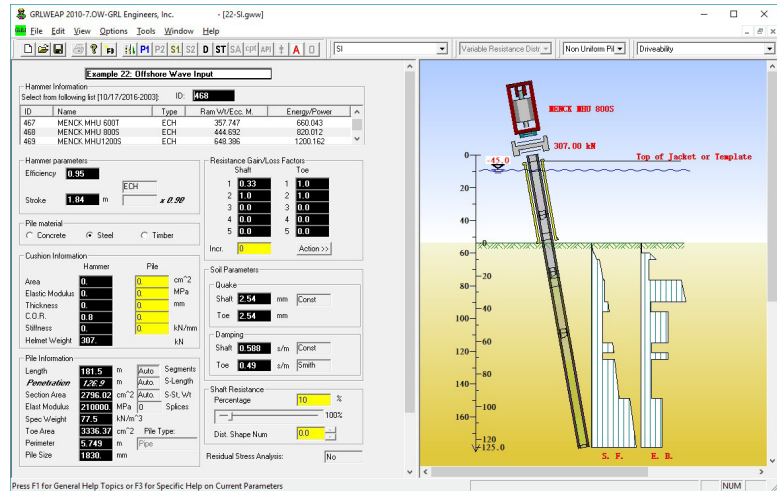 GRLWEAP 2010-7.OW-GRL Engineers, Inc. - [22-SI.gww]
File Edit View Options Tools Window Help
P1 P2 S1 S2 D ST SA cpt API A SI Variable Resistance Distr. Non Uniform Pil Driveability
Example 22: Offshore Wave Input
Hammer Information
Select from following list [10/17/2016-2003]: ID: 468
ID Name Type Ram Wt/Ecc. M. Energy/Power
467 MENCK MHU 600T ECH 357.747 660.043
468 MENCK MHU 800S ECH 444.692 820.012
469 MENCK MHU1200S ECH 648.386 1200.162
Hammer parameters
Efficiency 0.95
ECH
Stroke 1.84 m x 0.90
Resistance Gain/Loss Factors
Shaft Toe
1 0.33 1 1.0
2 1.0 2 1.0
3 0.0 3 0.0
4 0.0 4 0.0
5 0.0 5 0.0
Incr. 0 Action >>
Pile material
Concrete Steel Timber
Cushion Information
Hammer Pile
Area 0. 0. cm^2
Elastic Modulus 0. 0. MPa
Thickness 0. 0. mm
C.O.R. 0.8
Stiffness 0. 0. kN/mm
Helmet Weight 307. kN
Soil Parameters
Quake
Shaft 2.54 mm Const
Toe 2.54 mm
Damping
Shaft 0.588 s/m Const
Toe 0.49 s/m Smith
Pile Information
Length 181.5 m Auto Segments
Penetration 126.9 m Auto. S-Length
Section Area 2796.02 cm^2 Auto. S-St, Wt
Elast Modulus 210000. MPa 0 Splices
Spec Weight 77.5 kN/m^3
Toe Area 3336.37 cm^2 Pile Type:
Perimeter 5.749 m Pipe
Pile Size 1830. mm
Shaft Resistance
Percentage 10 %
100%
Dist. Shape Num 0.0
Residual Stress Analysis: No
MENCK MHU 800S
307.00 kN
Top of Jacket or Template
-45.0
0
20
40
60
80
100
120
140
160
0
20
40
60
80
100
120
125.0
S. F. E. B.
Press F1 for General Help Topics or F3 for Specific Help on Current Parameters NUM